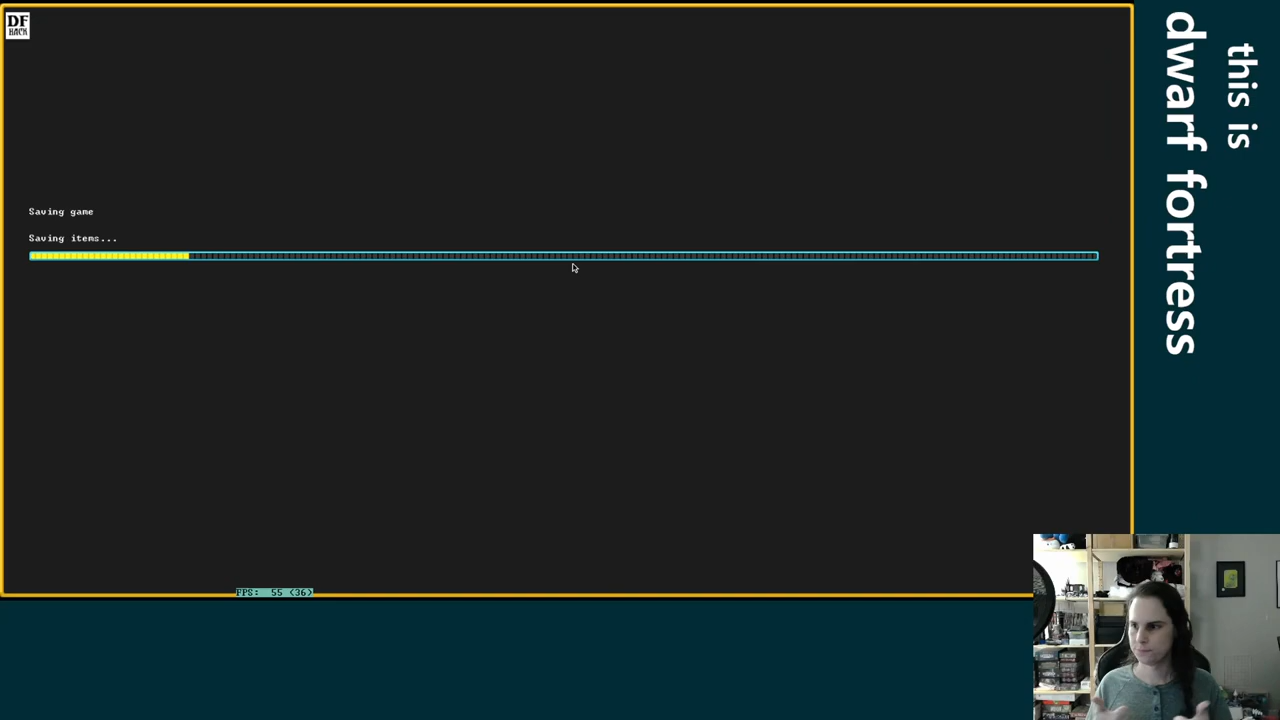 DF
HACK
this is
dwarf fortress
Saving game
Saving items...
FPS: 55 (36)